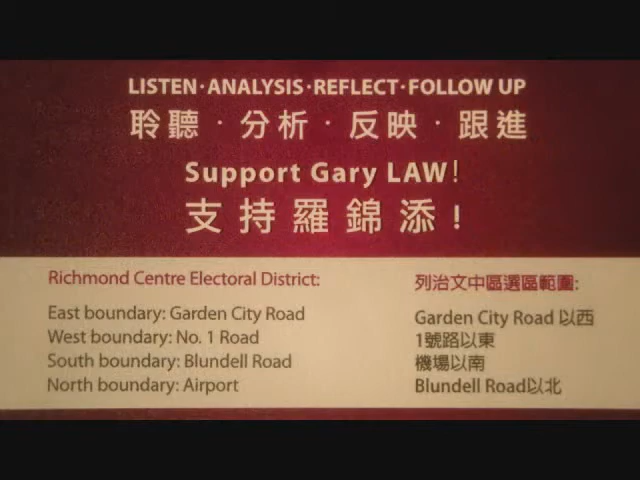 LISTEN·ANALYSIS·REFLECT·FOLLOW UP
聆聽·分析·反映·跟進
Support Gary LAW!
支持羅錦添!
Richmond Centre Electoral District:
East boundary: Garden City Road
West boundary: No. 1 Road
South boundary: Blundell Road
North boundary: Airport
列治文中區選區範圍:
Garden City Road 以西
1號路以東
機場以南
Blundell Road以北